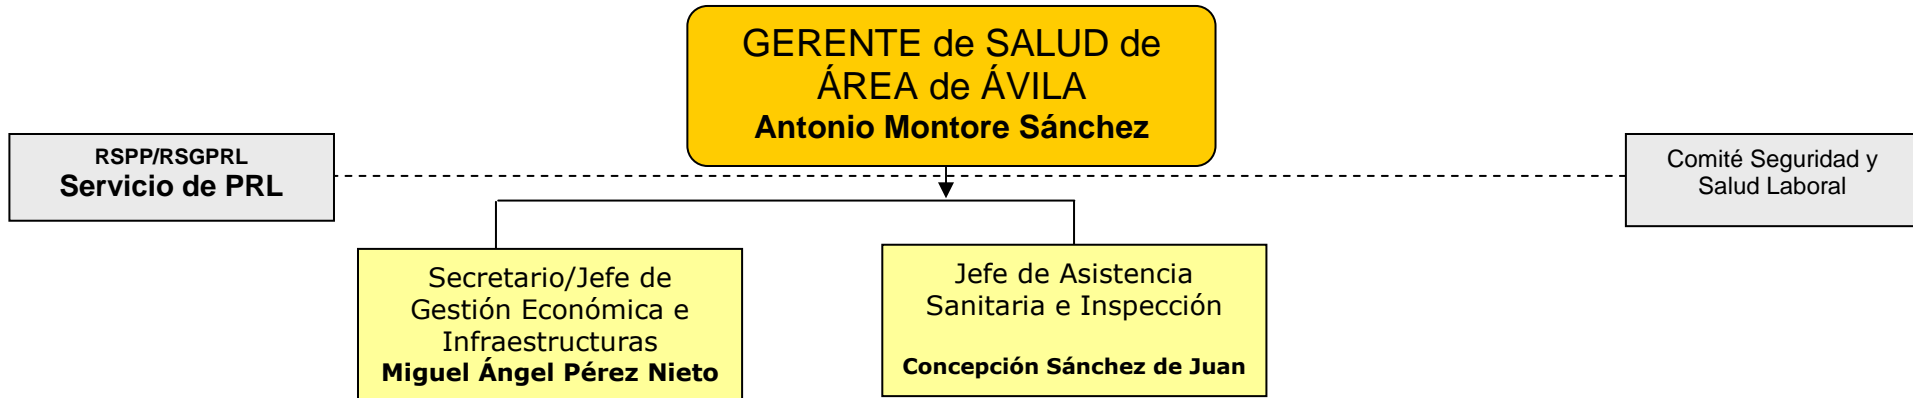 GERENTE de SALUD de
ÁREA de ÁVILA
Antonio Montore Sánchez
RSPP/RSGPRL
Servicio de PRL
Comité Seguridad y
Salud Laboral
Secretario/Jefe de
Gestión Económica e
Infraestructuras
Miguel Ángel Pérez Nieto
Jefe de Asistencia
Sanitaria e Inspección
Concepción Sánchez de Juan